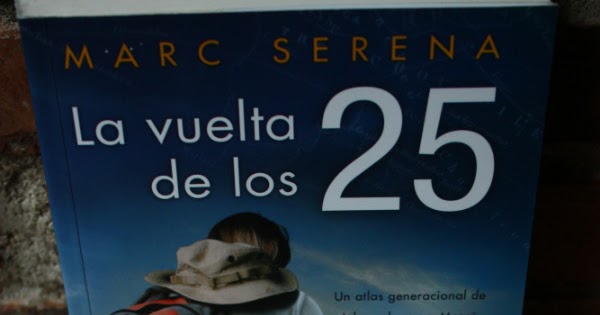 MARC SERENA
La vuelta
de los 25
Un atlas generacional de